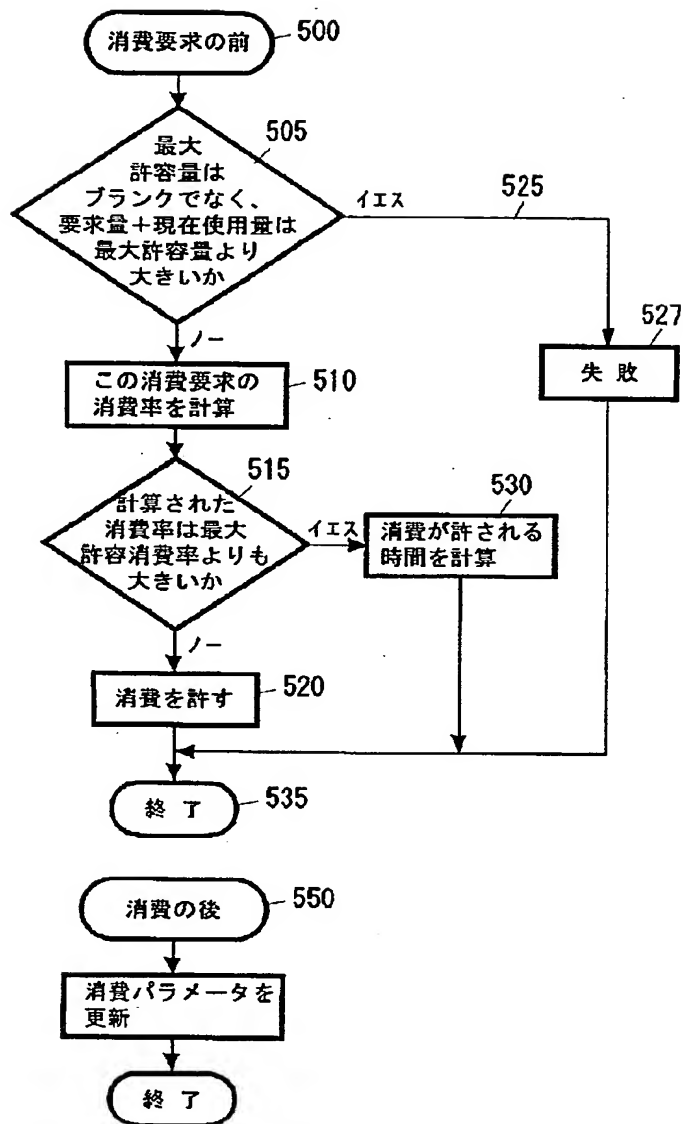 消費要求の前
500
最大
許容量は
ブランクでなく、
要求量+現在使用量は
最大許容量より
大きいか
505
イエス
525
ノー
527
失敗
この消費要求の
消費率を計算
510
計算された
消費率は最大
許容消費率よりも
大きいか
515
イエス
530
消費が許される
時間を計算
ノー
消費を許す
520
終了
535
消費の後
550
消費パラメータを
更新
終了